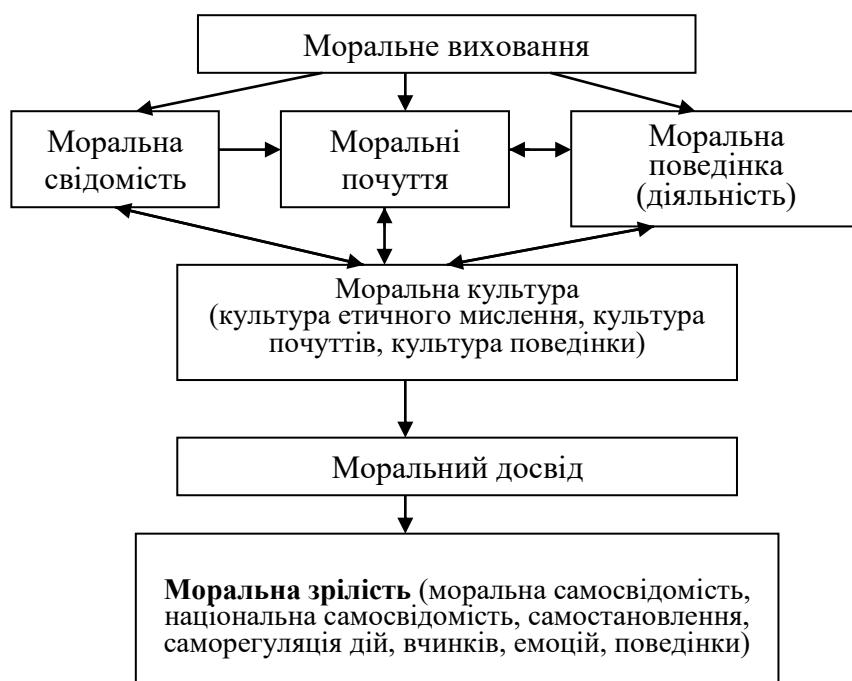 Моральне виховання
Моральна
свідомість
Моральні
почуття
Моральна
поведінка
(діяльність)
Моральна культура
(культура етичного мислення, культура
почуттів, культура поведінки)
Моральний досвід
Моральна зрілість (моральна самосвідомість,
національна самосвідомість, самостановлення,
саморегуляція дій, вчинків, емоцій, поведінки)